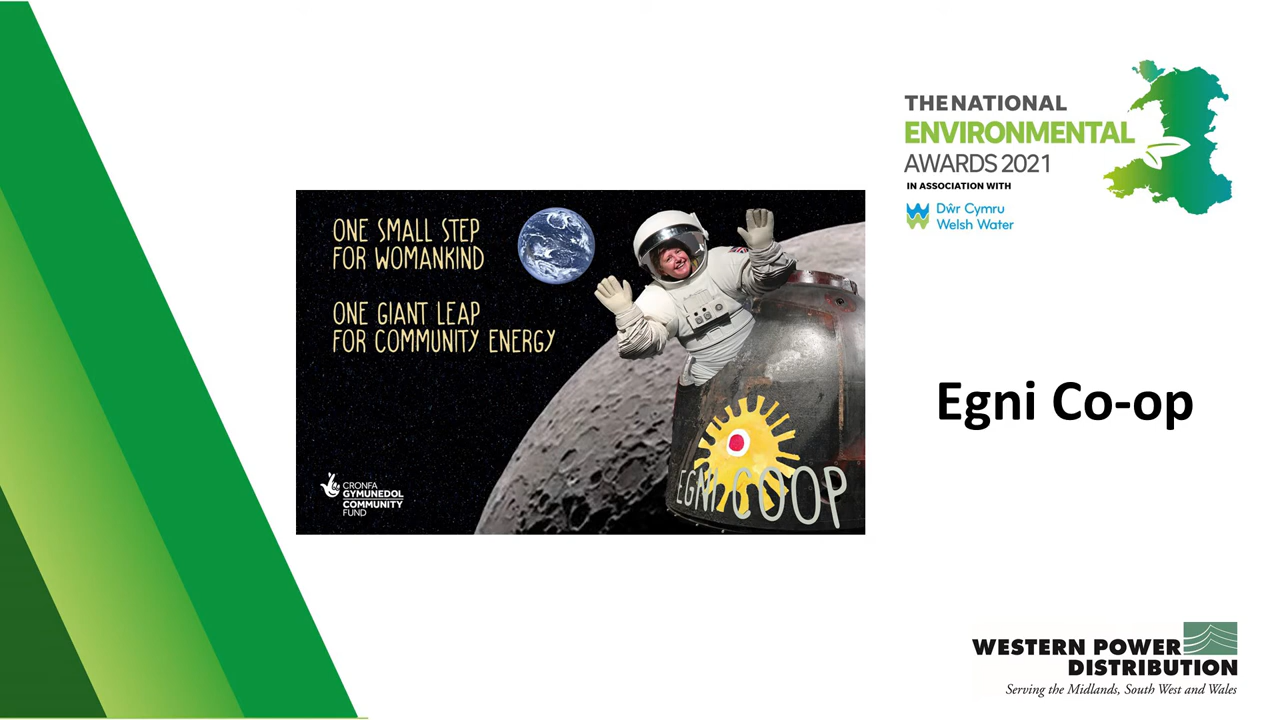 THE NATIONAL
ENVIRONMENTAL
AWARDS 2021
IN ASSOCIATION WITH
Dŵr Cymru
Welsh Water
ONE SMALL STEP
FOR WOMANKIND
ONE GIANT LEAP
FOR COMMUNITY ENERGY
EGNI COOP
CRONFA
GYMUNEDOL
COMMUNITY
FUND
Egni Co-op
WESTERN POWER
DISTRIBUTION
Serving the Midlands, South West and Wales